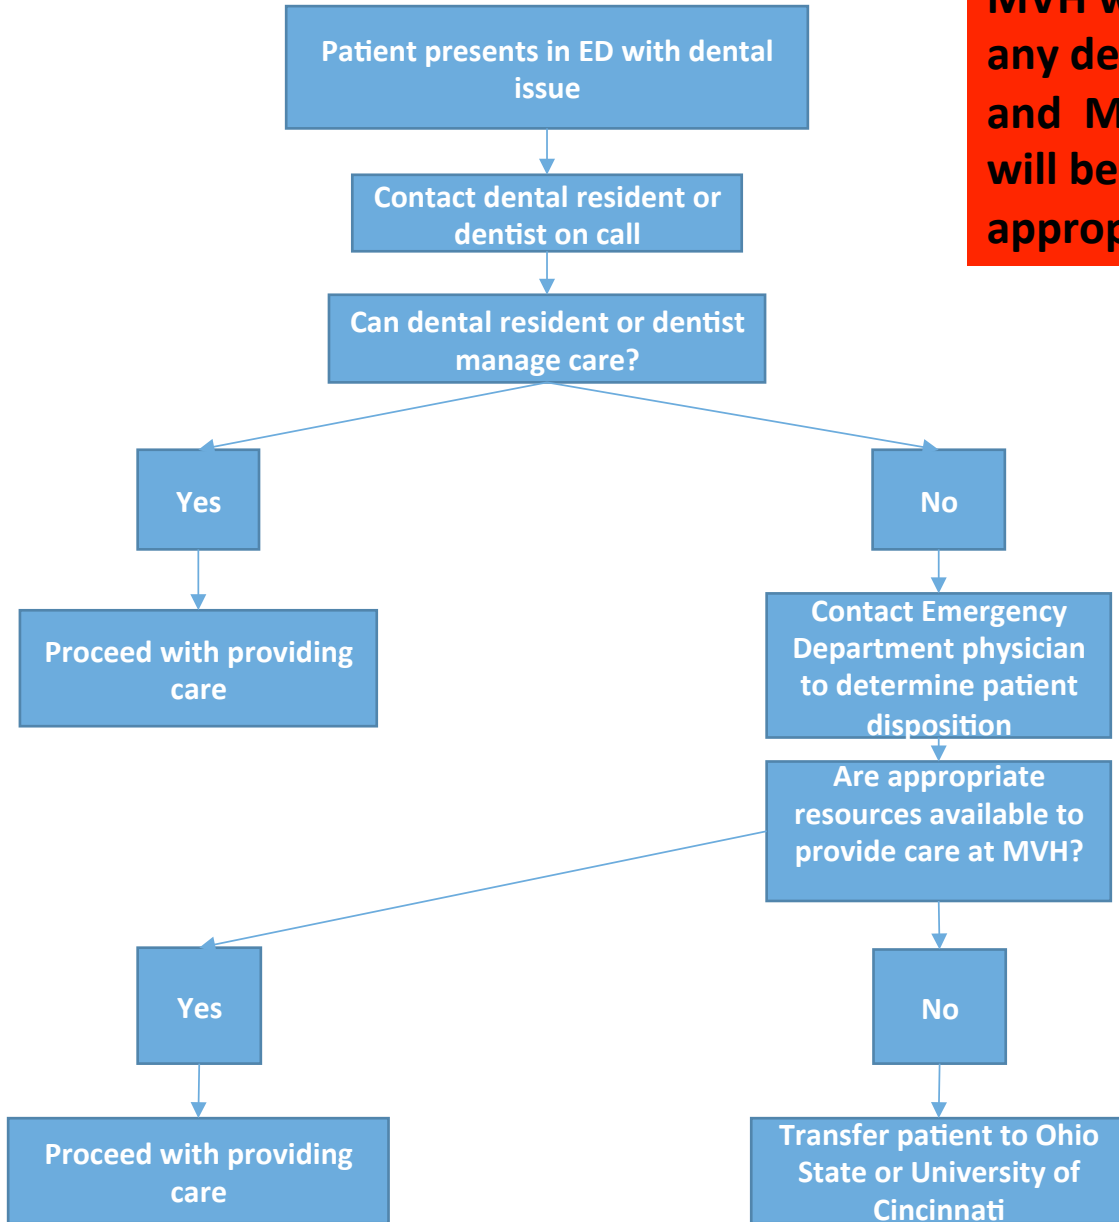 Patient presents in ED with dental
issue
MVH
any
and
will be
Contact dental resident or
dentist on call
Can dental resident or dentist
manage care?
Yes
No
Proceed with providing
care
Contact Emergency
Department physician
to determine patient
disposition
Are appropriate
resources available to
provide care at MVH?
Yes
No
Proceed with providing
care
Transfer patient to Ohio
State or University of
Cincinnati